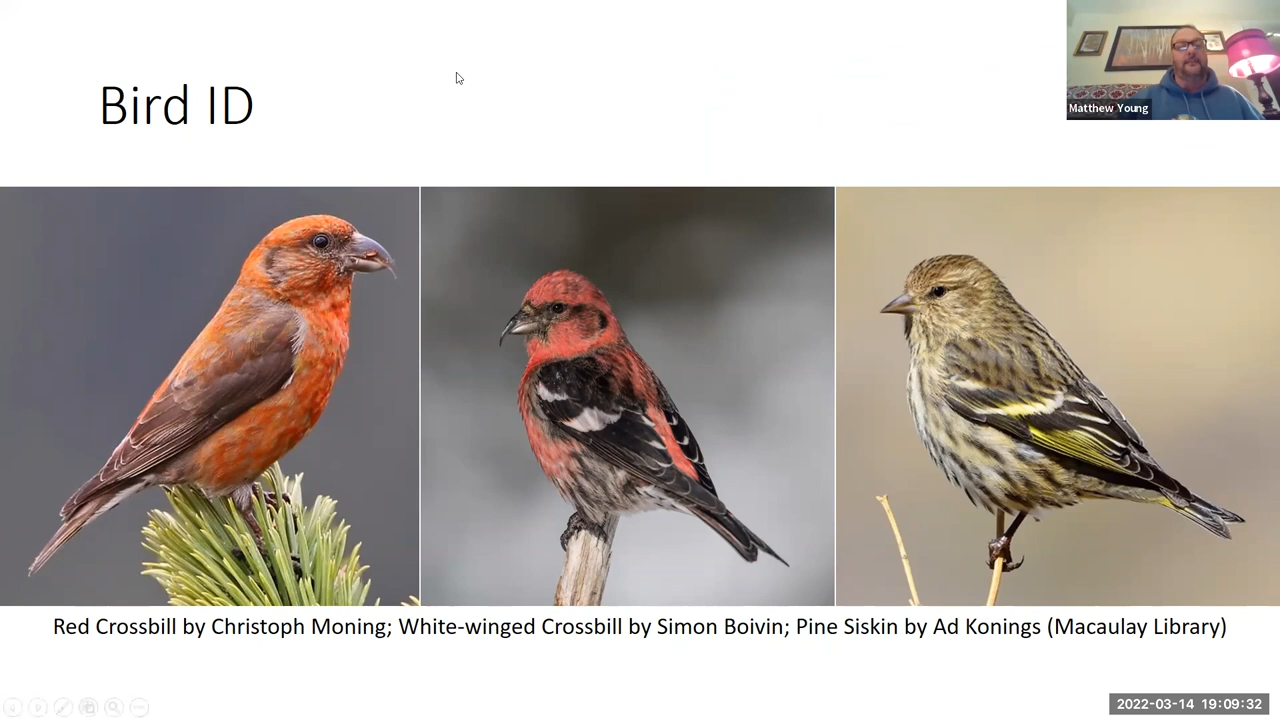 Bird ID
Matthew Young
Red Crossbill by Christoph Moning; White-winged Crossbill by Simon Boivin; Pine Siskin by Ad Konings (Macaulay Library)
2022-03-14 19:09:32